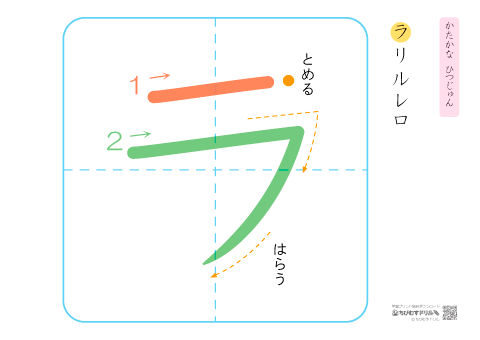 かたかな ひつじゅん
ラリルレロ
1
とめる
2
はらう
ちびむすドリル